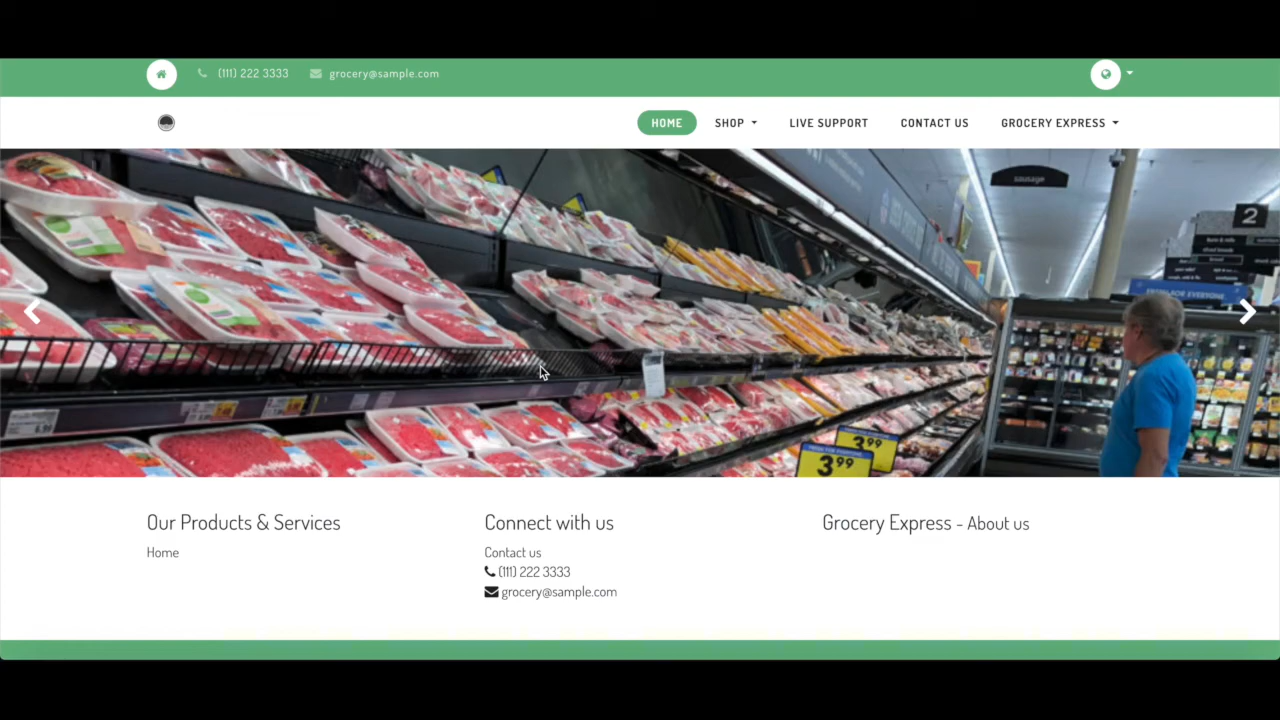 (111) 222 3333 grocery@sample.com
HOME SHOP LIVE SUPPORT CONTACT US GROCERY EXPRESS
sausage
2
3.99
3.99
Our Products & Services
Home
Connect with us
Contact us
(111) 222 3333
grocery@sample.com
Grocery Express - About us